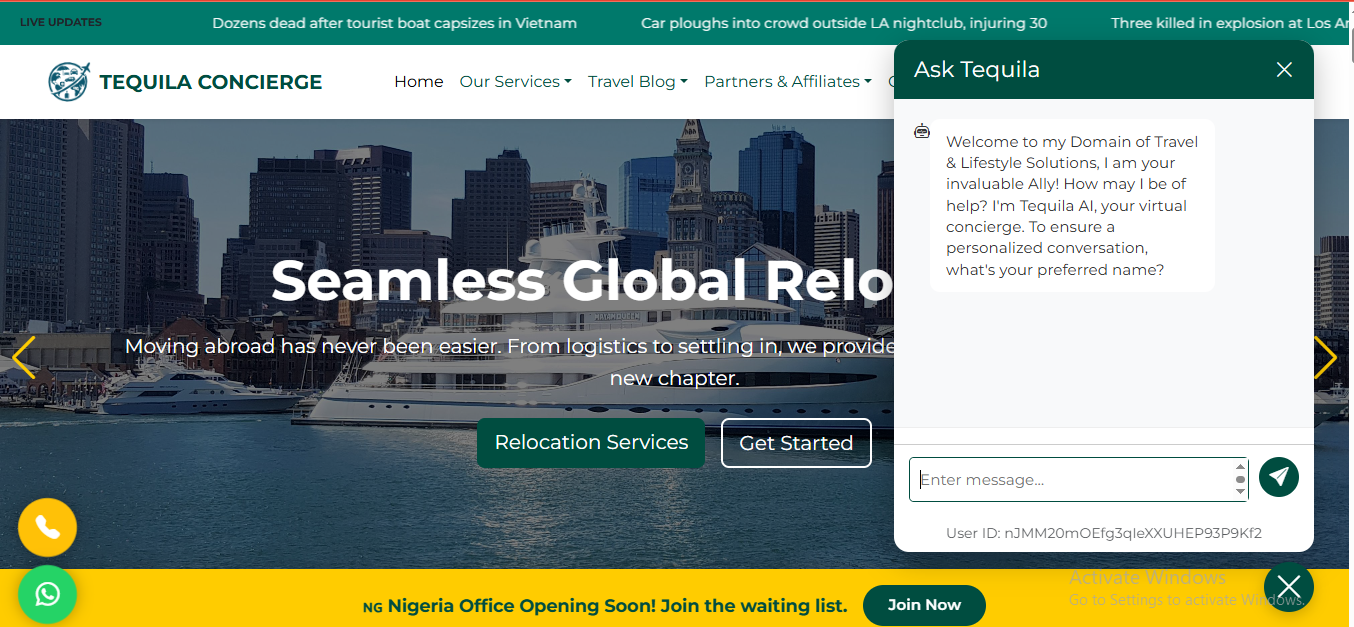 LIVE UPDATES
Dozens dead after tourist boat capsizes in Vietnam
Car ploughs into crowd outside LA nightclub, injuring 30
Three killed in explosion at Los
TEQUILA CONCIERGE
Home
Our Services
Travel Blog
Partners & Affiliates
Ask Tequila
Welcome to my Domain of Travel
& Lifestyle Solutions, I am your
invaluable Ally! How may I be of
help? I'm Tequila AI, your virtual
concierge. To ensure a
personalized conversation,
what's your preferred name?
Seamless Global Relo
Moving abroad has never been easier. From logistics to settling in, we provide
new chapter.
Relocation Services
Get Started
Enter message...
User ID: nJMM20mOEfg3qIeXXUHEP93P9Kf2
Activate Windows
Go to Settings to activate Windows.
NG Nigeria Office Opening Soon! Join the waiting list.
Join Now